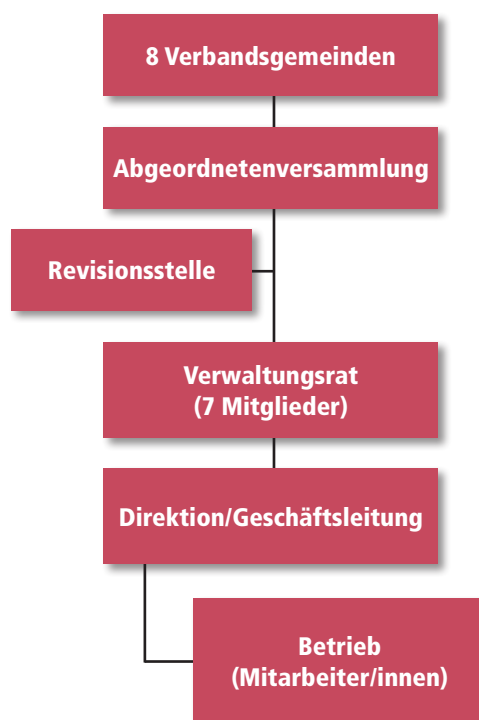 8 Verbandsgemeinden
Abgeordnetenversammlung
Revisionsstelle
Verwaltungsrat
(7 Mitglieder)
Direktion/Geschäftsleitung
Betrieb
(Mitarbeiter/innen)